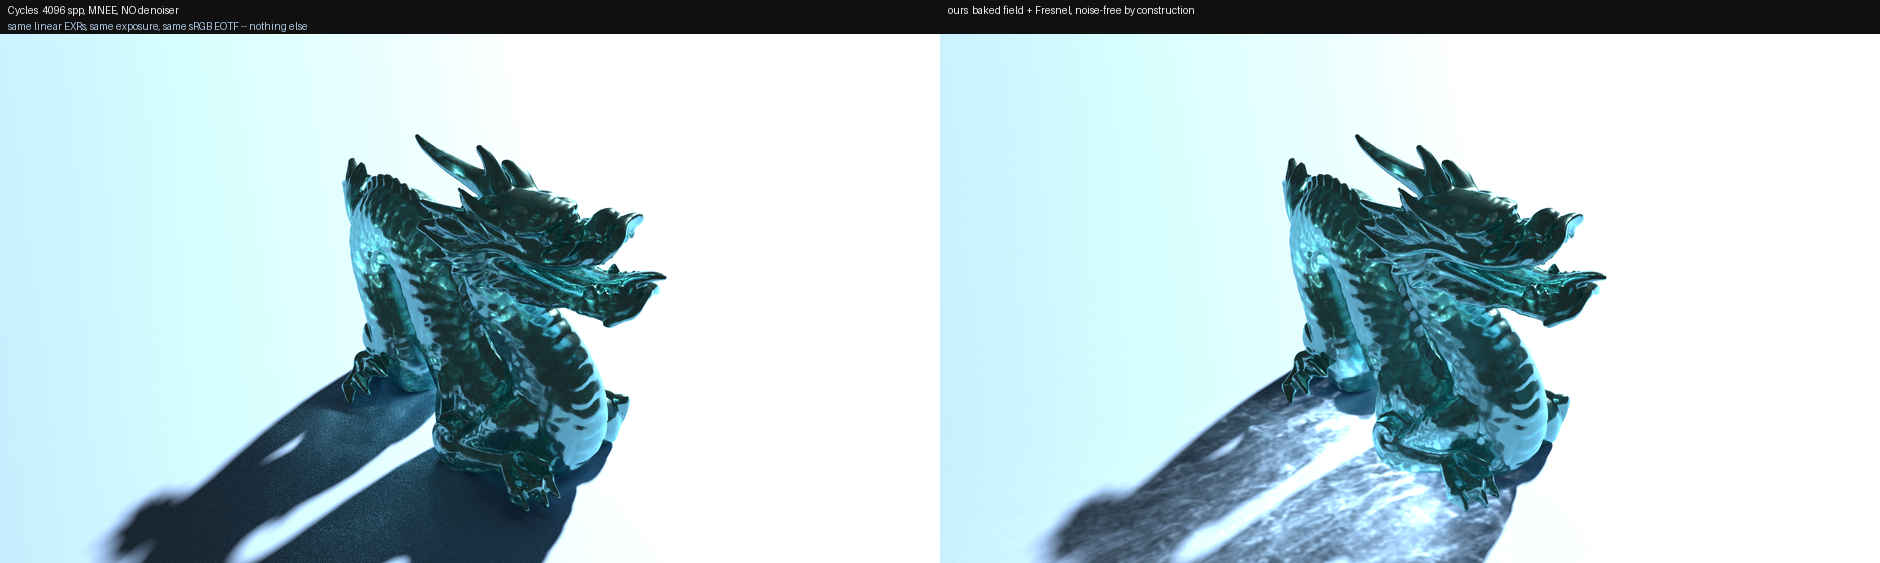 Cycles 4096 spp, MNEE, NO denoiser
same linear EXRs, same exposure, same sRGB EOTF -- nothing else
ours baked field + Fresnel, noise-free by construction